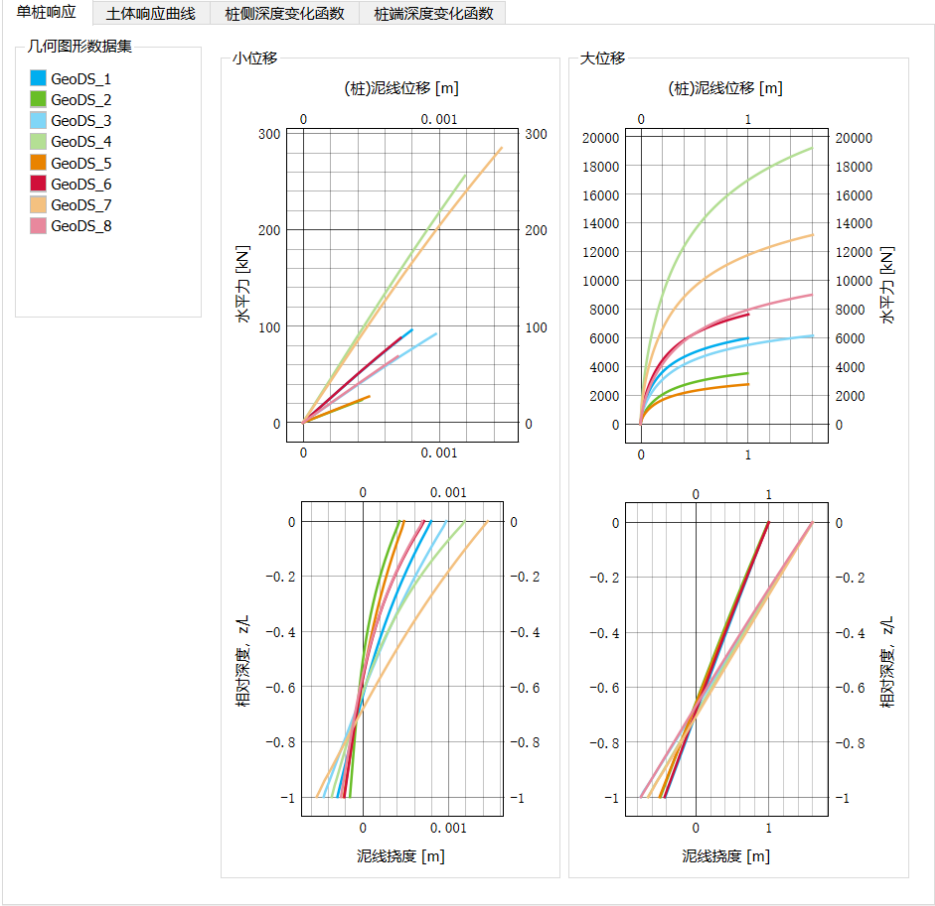 单桩响应 土体响应曲线 桩侧深度变化函数 桩端深度变化函数
几何图形数据集
GeoDS_1
GeoDS_2
GeoDS_3
GeoDS_4
GeoDS_5
GeoDS_6
GeoDS_7
GeoDS_8
小位移
(桩)泥线位移 [m]
0 0.001
300 300
200 200
100 100
0 0
水平力 [kN]
0 0.001
0 0.001
0 0
-0.2 -0.2
-0.4 -0.4
-0.6 -0.6
-0.8 -0.8
-1 -1
相对深度, z/L
0 0.001
泥线挠度 [m]
大位移
(桩)泥线位移 [m]
0 1
20000 20000
18000 18000
16000 16000
14000 14000
12000 12000
10000 10000
8000 8000
6000 6000
4000 4000
2000 2000
0 0
水平力 [kN]
0 1
0 1
0 0
-0.2 -0.2
-0.4 -0.4
-0.6 -0.6
-0.8 -0.8
-1 -1
相对深度, z/L
0 1
泥线挠度 [m]